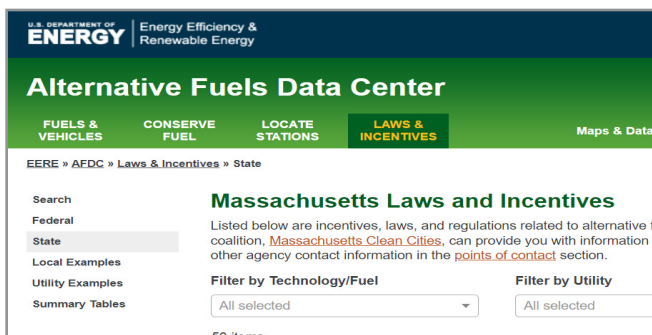 U.S. DEPARTMENT OF
ENERGY
Energy Efficiency &
Renewable Energy
Alternative Fuels Data Center
FUELS &
VEHICLES
CONSERVE
FUEL
LOCATE
STATIONS
LAWS &
INCENTIVES
Maps & Data
EERE » AFDC » Laws & Incentives » State
Search
Federal
State
Local Examples
Utility Examples
Summary Tables
Massachusetts Laws and Incentives
Listed below are incentives, laws, and regulations related to alternative
coalition, Massachusetts Clean Cities, can provide you with information
other agency contact information in the points of contact section.
Filter by Technology/Fuel
All selected
Filter by Utility
All selected